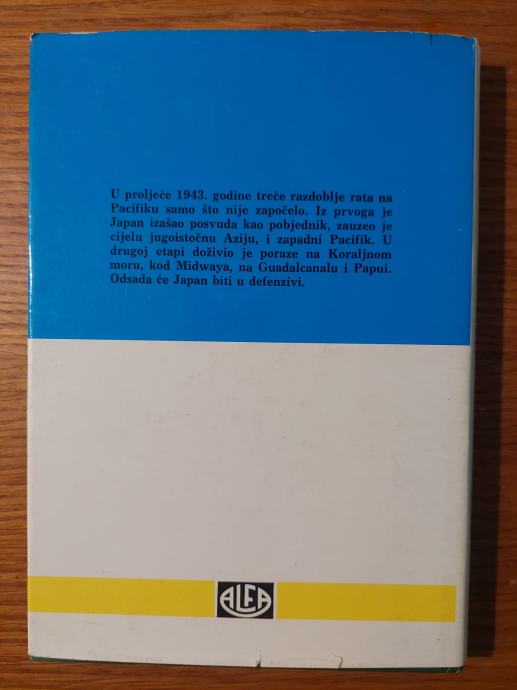 U proljeće 1943. godine treće razdoblje rata na
Pacifiku samo što nije započelo. Iz prvoga je
Japan izašao posvuda kao pobjednik, zauzeo je
cijelu jugoistočnu Aziju, i zapadni Pacifik. U
drugoj etapi doživio je poraze na Koraljnom
moru, kod Midwaya, na Guadalcanalu i Papui.
Odsada će Japan biti u defenzivi.
ALFA